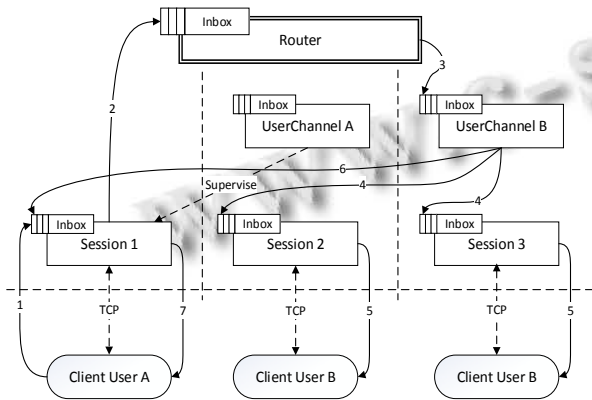 Inbox
Router
2
3
Inbox
UserChannel A
Inbox
UserChannel B
6
Supervise
4
4
Inbox
Session 1
Inbox
Session 2
Inbox
Session 3
1
TCP
7
TCP
5
TCP
5
Client User A
Client User B
Client User B